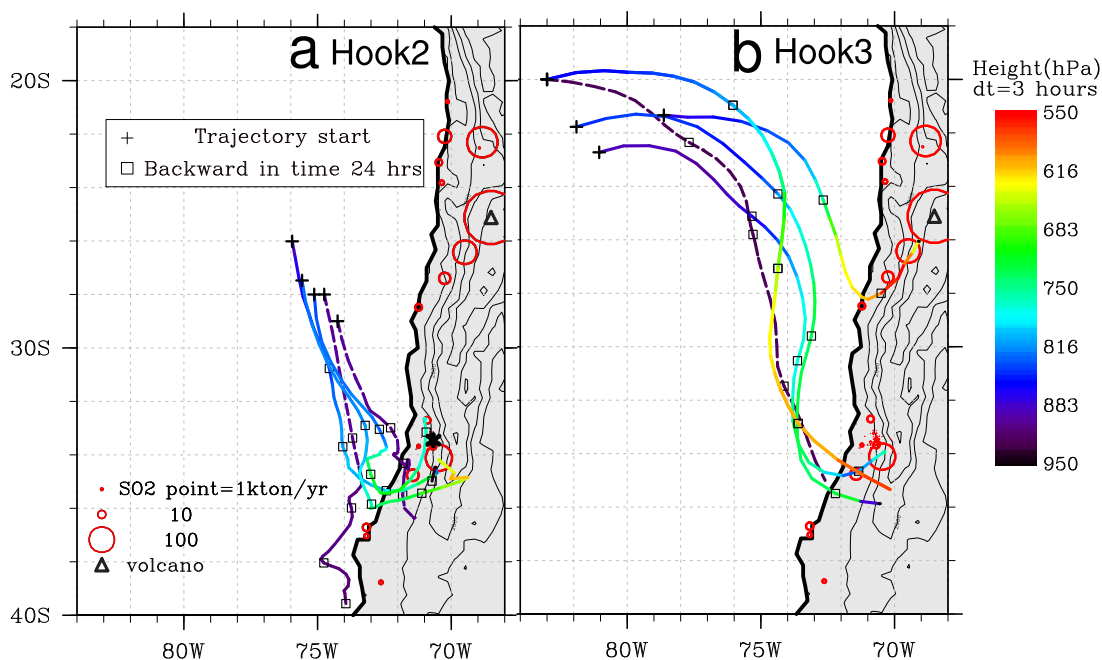 a Hook2
b Hook3
Height(hPa)
dt=3 hours
20S
30S
40S
Trajectory start
Backward in time 24 hrs
SO2 point=1kton/yr
10
100
volcano
80W
75W
70W
80W
75W
70W
550
616
683
750
816
883
950